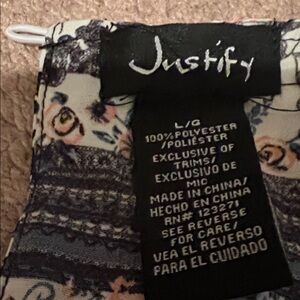 Justify
L/G
100% POLYESTER
/POLIÉSTER
EXCLUSIVE OF
TRIMS/
EXCLUSIVO DE
MIC
MADE IN CHINA/
HECHO EN CHINA
RN# 123271
SEE REVERSE
FOR CARE/
VEA EL REVERSO
PARA EL CUIDADO